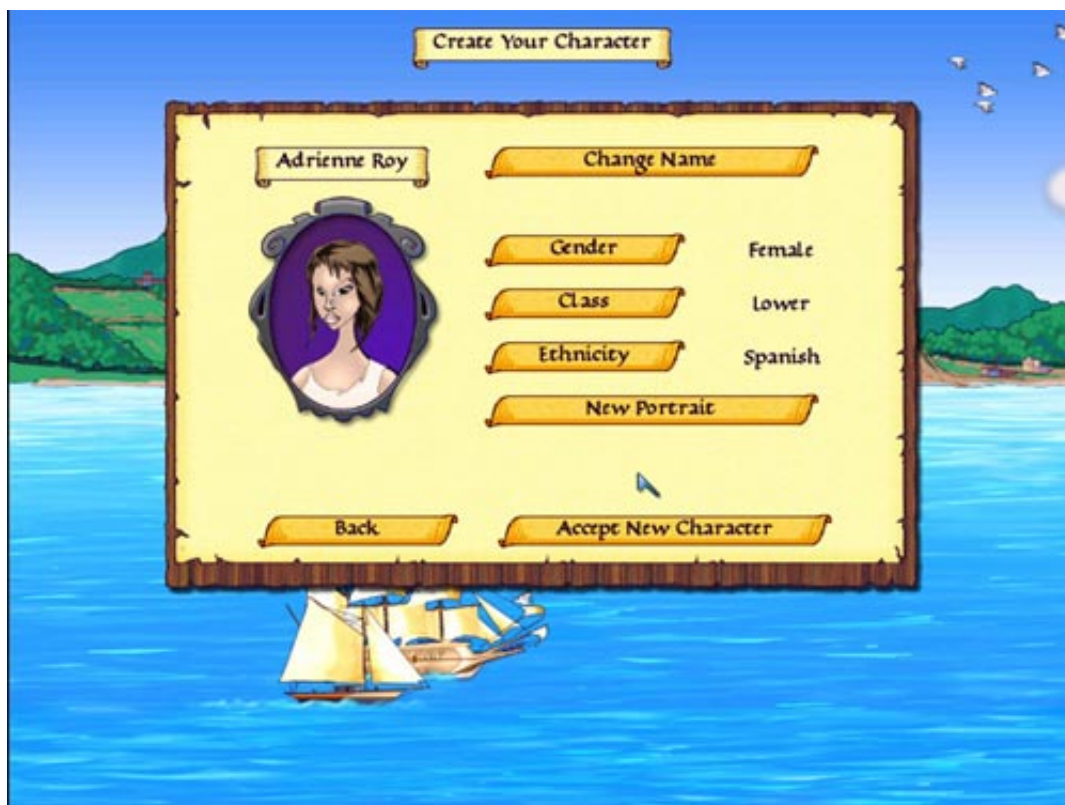 Create Your Character
Adrienne Roy
Change Name
Gender
Female
Class
Lower
Ethnicity
Spanish
New Portrait
Back
Accept New Character